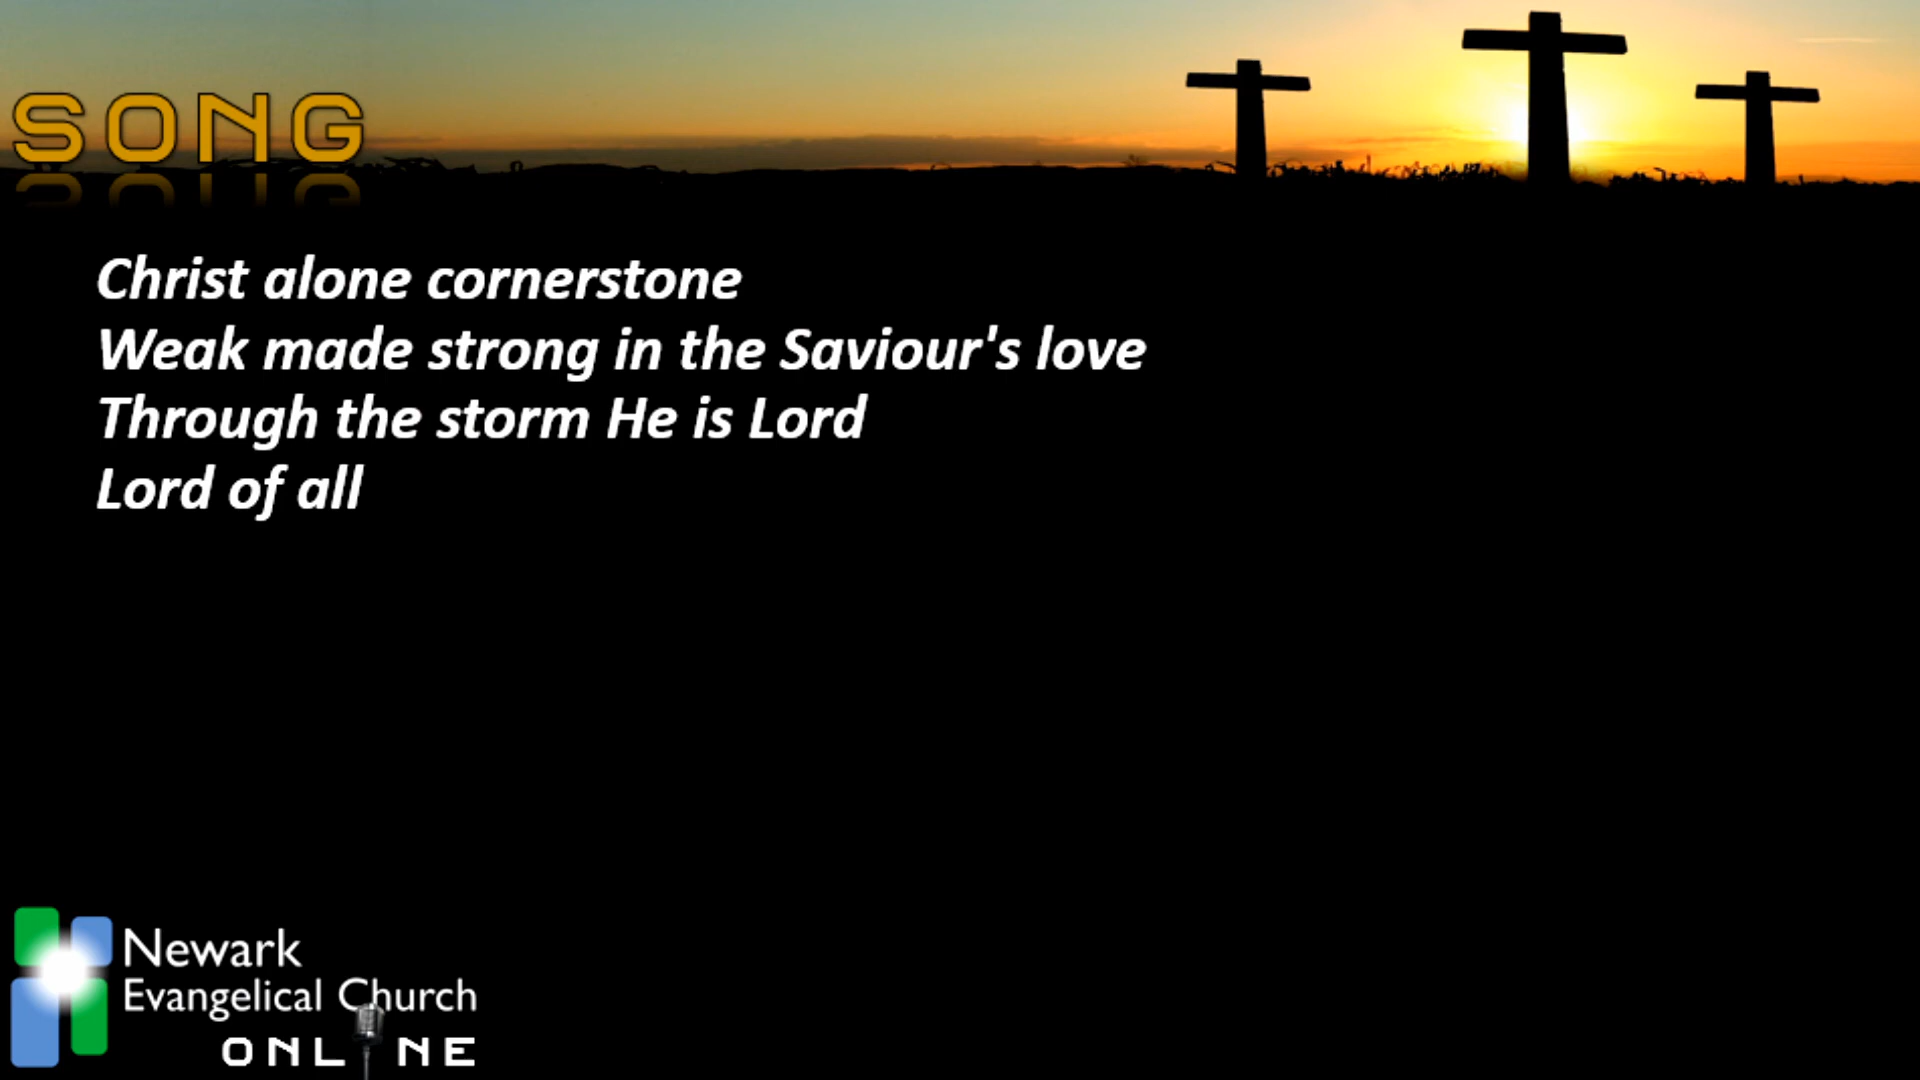 SONG
Christ alone cornerstone
Weak made strong in the Saviour's love
Through the storm He is Lord
Lord of all
Newark
Evangelical Church
ONLINE